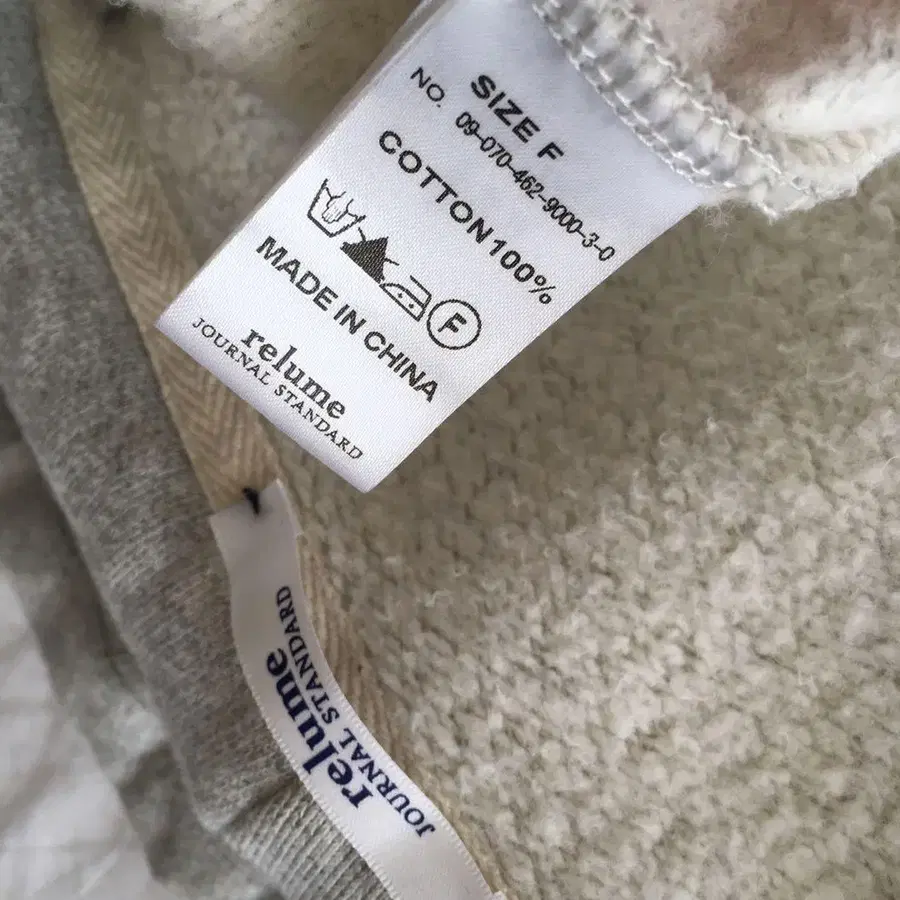 SIZE F
NO. 09-070-462-9000-3-0
COTTON 100%
F
MADE IN CHINA
relume
JOURNAL STANDARD
relume
JOURNAL STANDARD